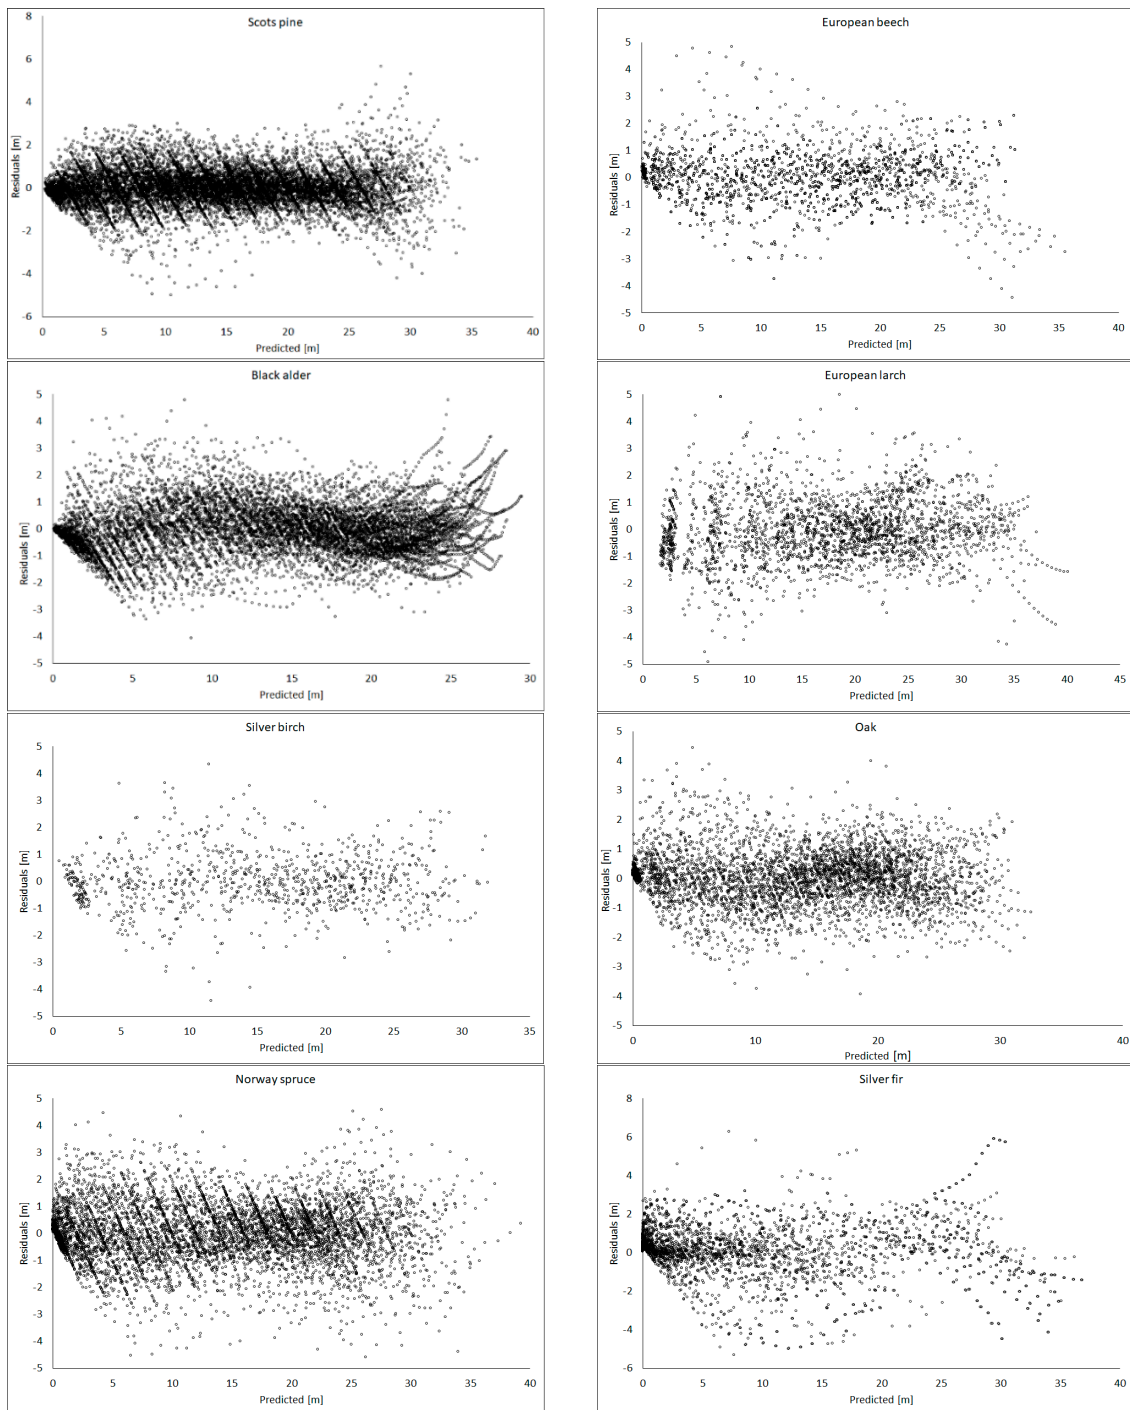 Scots pine
Residuals [m]
8
6
4
2
0
-2
-4
-6
0 5 10 15 20 25 30 35 40
Predicted [m]
European beech
Residuals [m]
5
4
3
2
1
0
-1
-2
-3
-4
-5
0 5 10 15 20 25 30 35 40
Predicted [m]
Black alder
Residuals [m]
5
4
3
2
1
0
-1
-2
-3
-4
-5
0 5 10 15 20 25 30
Predicted [m]
European larch
Residuals [m]
5
4
3
2
1
0
-1
-2
-3
-4
-5
0 5 10 15 20 25 30 35 40 45
Predicted [m]
Silver birch
Residuals [m]
5
4
3
2
1
0
-1
-2
-3
-4
-5
0 5 10 15 20 25 30 35
Predicted [m]
Oak
Residuals [m]
5
4
3
2
1
0
-1
-2
-3
-4
-5
0 10 20 30 40
Predicted [m]
Norway spruce
Residuals [m]
5
4
3
2
1
0
-1
-2
-3
-4
-5
0 5 10 15 20 25 30 35 40
Predicted [m]
Silver fir
Residuals [m]
8
6
4
2
0
-2
-4
-6
0 5 10 15 20 25 30 35 40
Predicted [m]